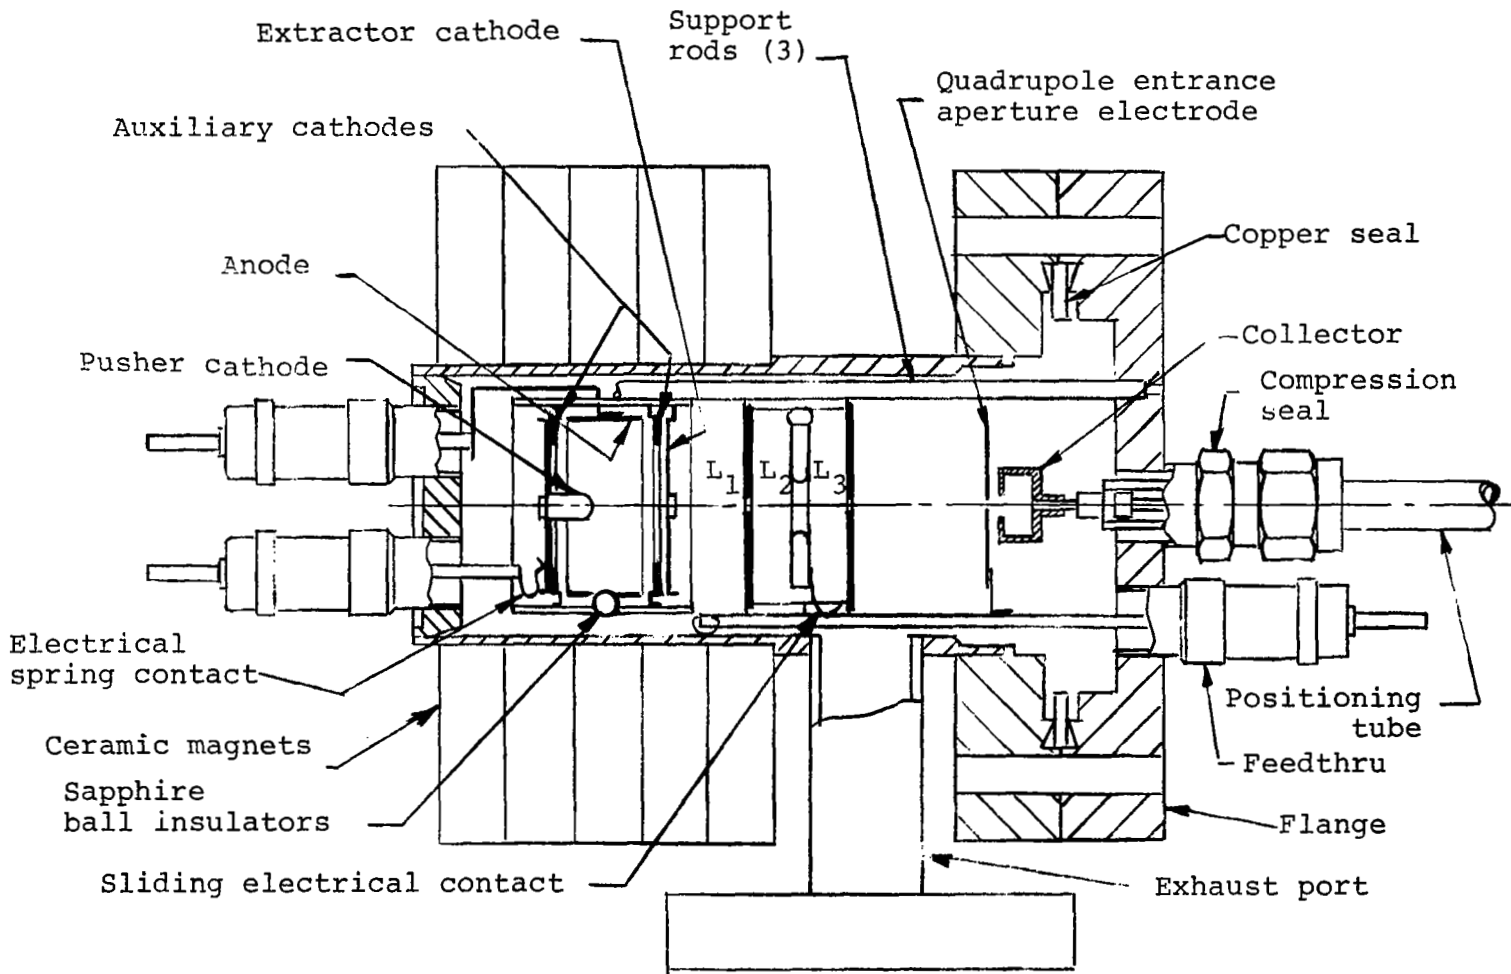 Extractor cathode
Support
rods (3)
Quadrupole entrance
aperture electrode
Auxiliary cathodes
Copper seal
Anode
Collector
Pusher cathode
Compression
seal
L1
L2
L3
Electrical
spring contact
Positioning
tube
Ceramic magnets
Feedthru
Sapphire
ball insulators
Flange
Sliding electrical contact
Exhaust port